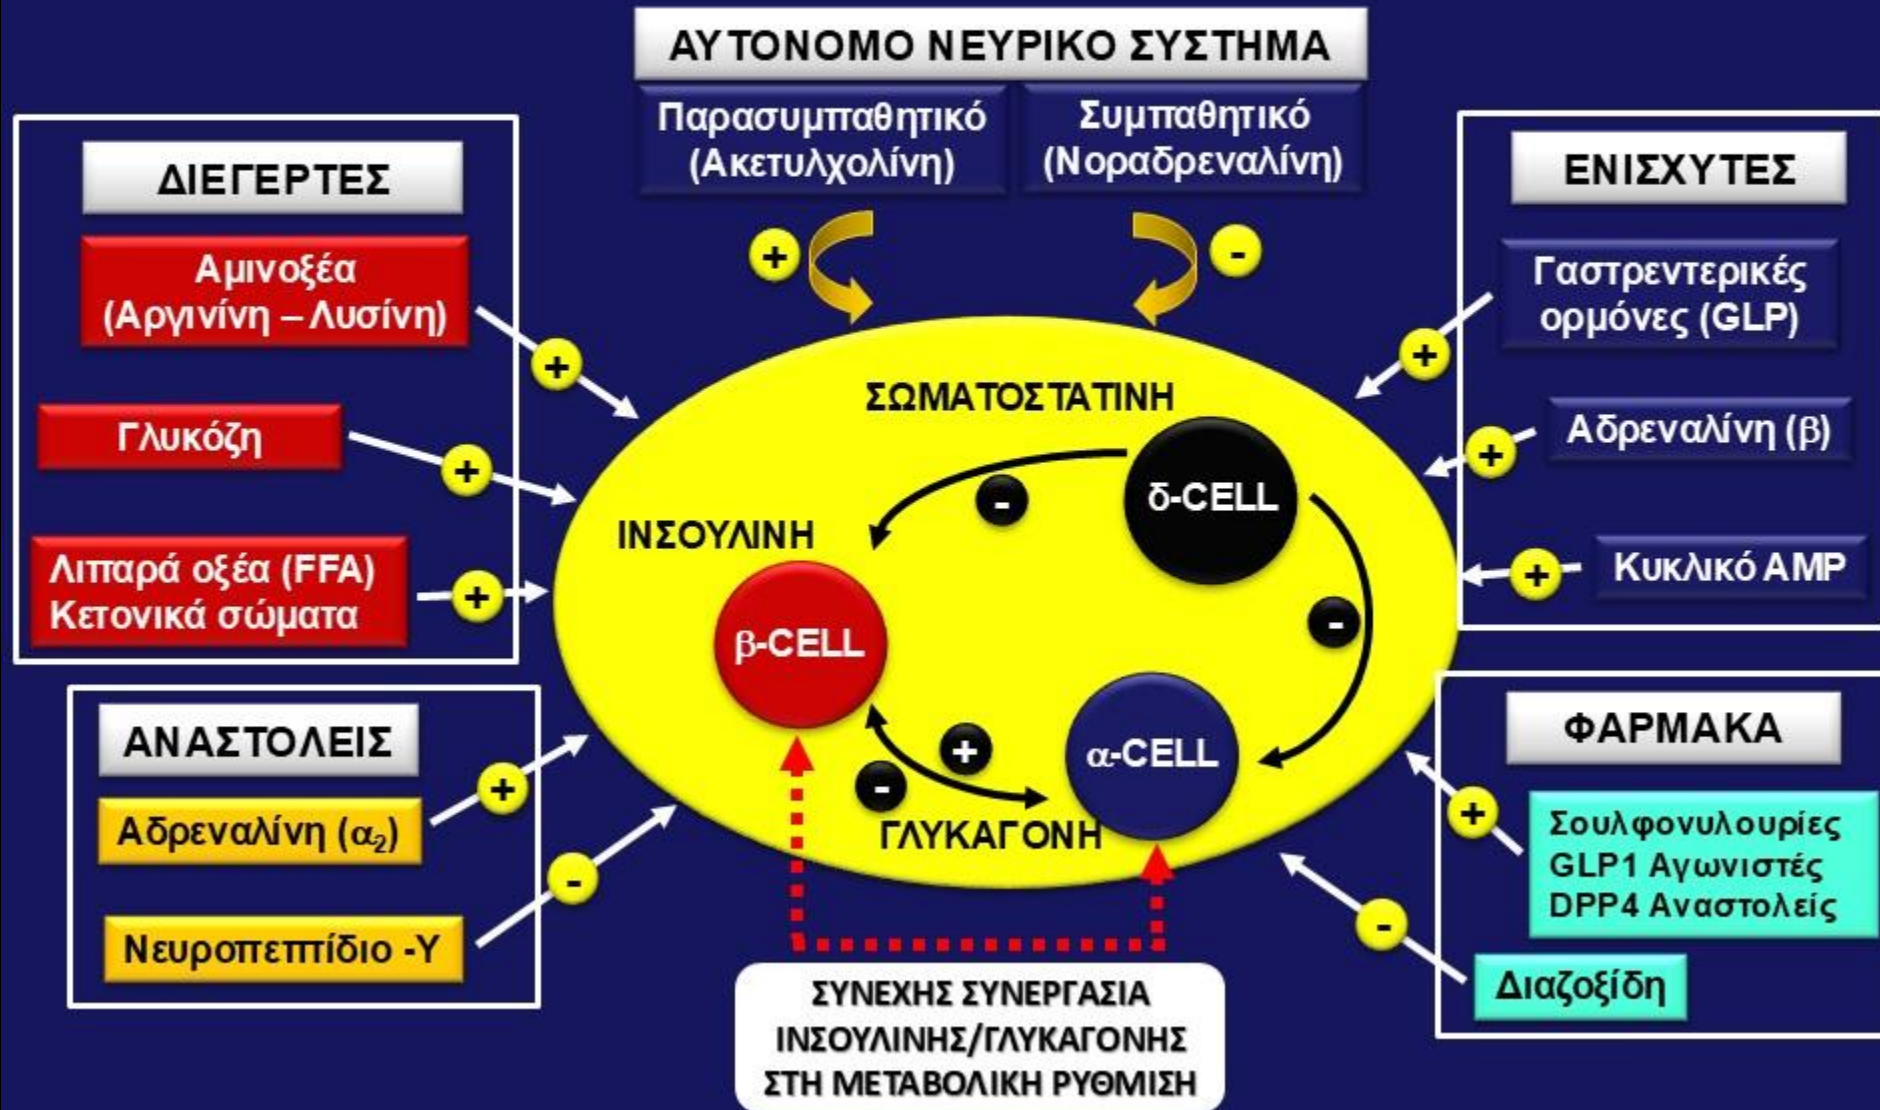 ΑΥΤΟΝΟΜΟ ΝΕΥΡΙΚΟ ΣΥΣΤΗΜΑ
Παρασυμπαθητικό
(Ακετυλχολίνη)
Συμπαθητικό
(Νοραδρεναλίνη)
+
-
ΔΙΕΓΕΡΤΕΣ
Αμινοξέα
(Αργινίνη – Λυσίνη)
+
Γλυκόζη
+
Λιπαρά οξέα (FFA)
Κετονικά σώματα
+
ΑΝΑΣΤΟΛΕΙΣ
Αδρεναλίνη (α₂)
+
Νευροπεπτίδιο -Υ
-
ΣΩΜΑΤΟΣΤΑΤΙΝΗ
δ-CELL
-
-
ΙΝΣΟΥΛΙΝΗ
β-CELL
+
-
α-CELL
ΓΛΥΚΑΓΟΝΗ
ΣΥΝΕΧΗΣ ΣΥΝΕΡΓΑΣΙΑ
ΙΝΣΟΥΛΙΝΗΣ/ΓΛΥΚΑΓΟΝΗΣ
ΣΤΗ ΜΕΤΑΒΟΛΙΚΗ ΡΥΘΜΙΣΗ
ΕΝΙΣΧΥΤΕΣ
Γαστρεντερικές
ορμόνες (GLP)
+
Αδρεναλίνη (β)
+
Κυκλικό AMP
+
ΦΑΡΜΑΚΑ
Σουλφονυλουρίες
GLP1 Αγωνιστές
DPP4 Αναστολείς
+
Διαζοξίδη
-